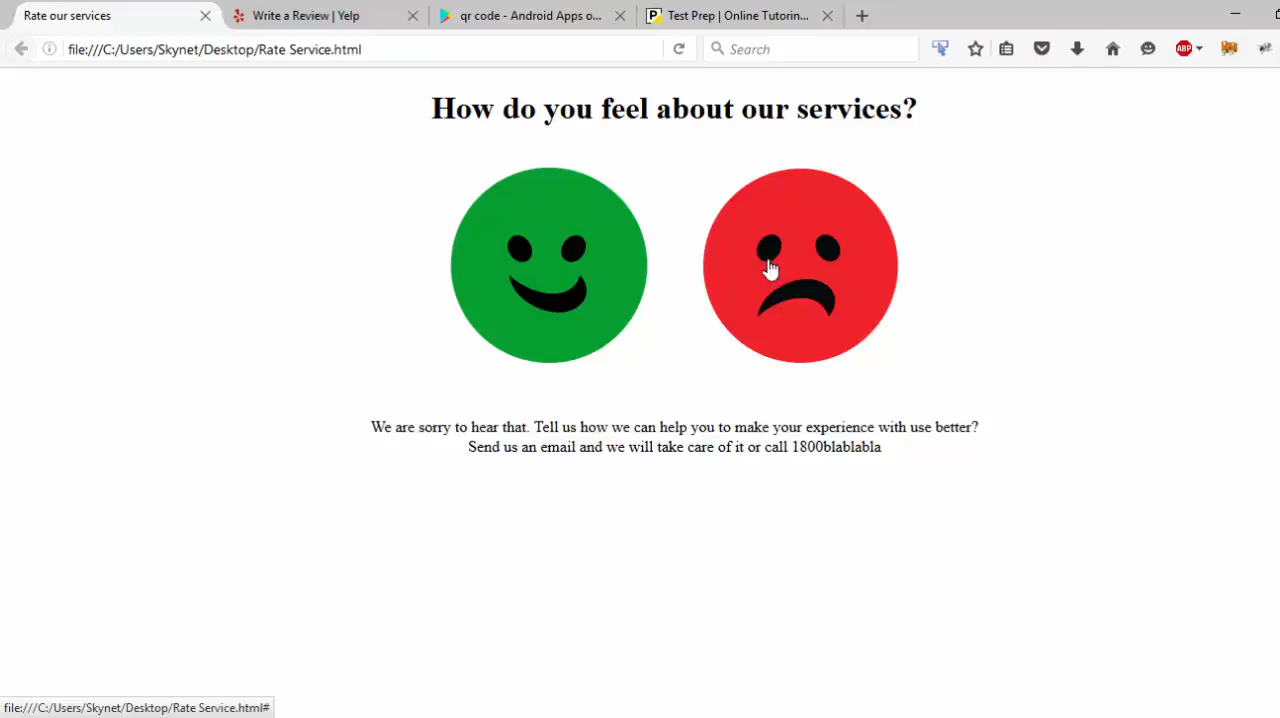 Rate our services
Write a Review | Yelp
qr code - Android Apps o...
Test Prep | Online Tutorin...
file:///C:/Users/Skynet/Desktop/Rate Service.html
Search
ABP
How do you feel about our services?
We are sorry to hear that. Tell us how we can help you to make your experience with use better?
Send us an email and we will take care of it or call 1800blablabla
file:///C:/Users/Skynet/Desktop/Rate Service.html#